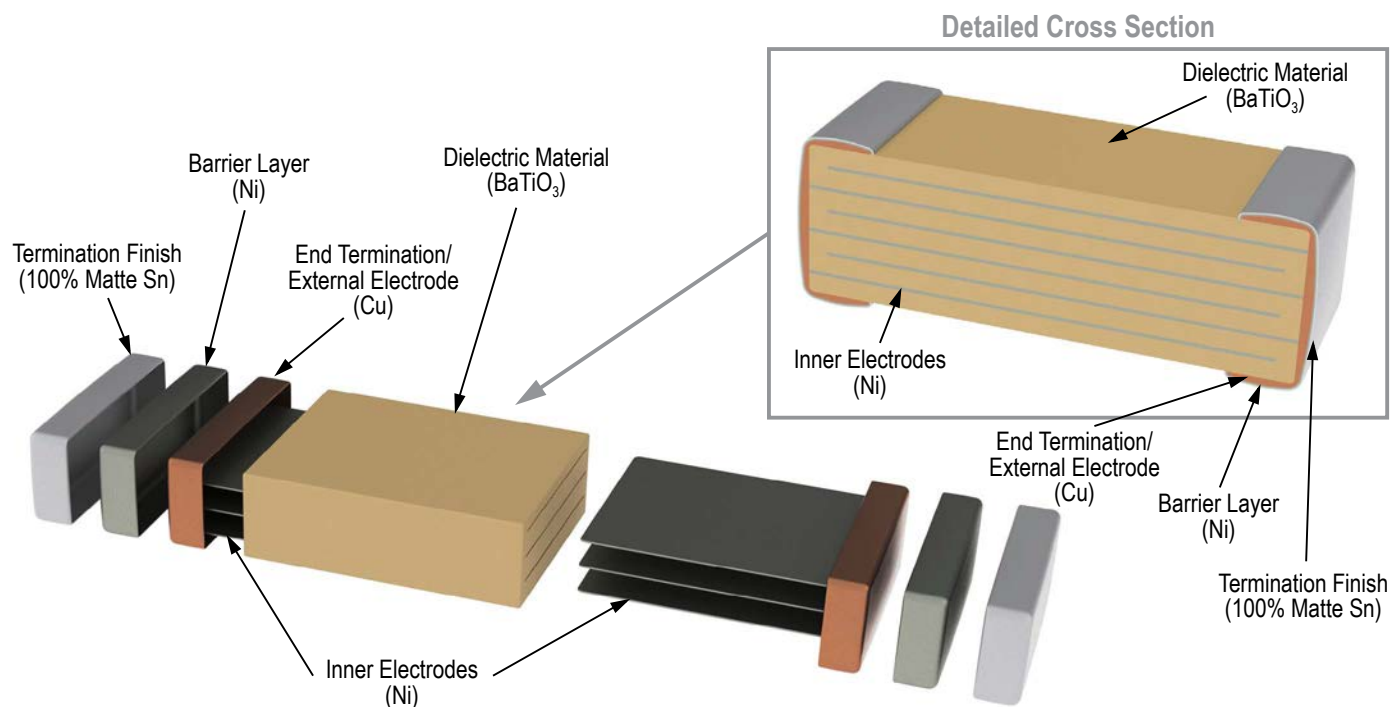 Detailed Cross Section
Dielectric Material
(BaTiO₃)
Barrier Layer
(Ni)
Dielectric Material
(BaTiO₃)
Termination Finish
(100% Matte Sn)
End Termination/
External Electrode
(Cu)
Inner Electrodes
(Ni)
End Termination/
External Electrode
(Cu)
Barrier Layer
(Ni)
Termination Finish
(100% Matte Sn)
Inner Electrodes
(Ni)